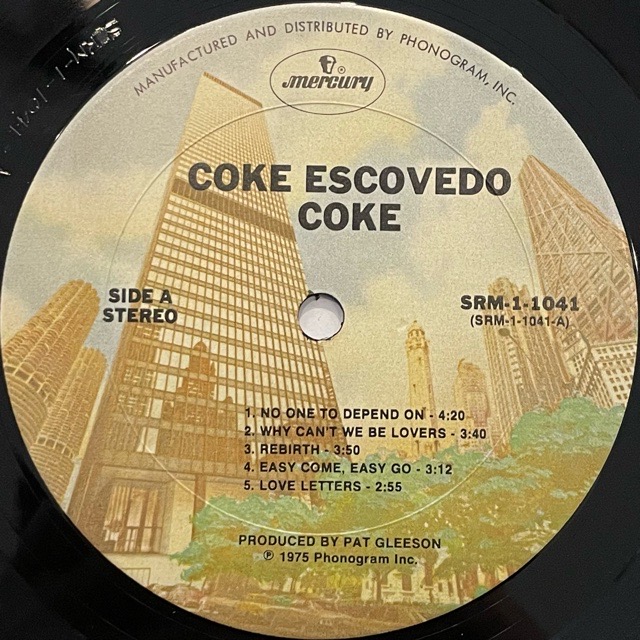 MANUFACTURED AND DISTRIBUTED BY PHONOGRAM, INC.
mercury ®
COKE ESCOVEDO
COKE
SIDE A
STEREO
SRM-1-1041
(SRM-1-1041-A)
1. NO ONE TO DEPEND ON - 4:20
2. WHY CAN'T WE BE LOVERS - 3:40
3. REBIRTH - 3:50
4. EASY COME, EASY GO - 3:12
5. LOVE LETTERS - 2:55
PRODUCED BY PAT GLEESON
℗ 1975 Phonogram Inc.